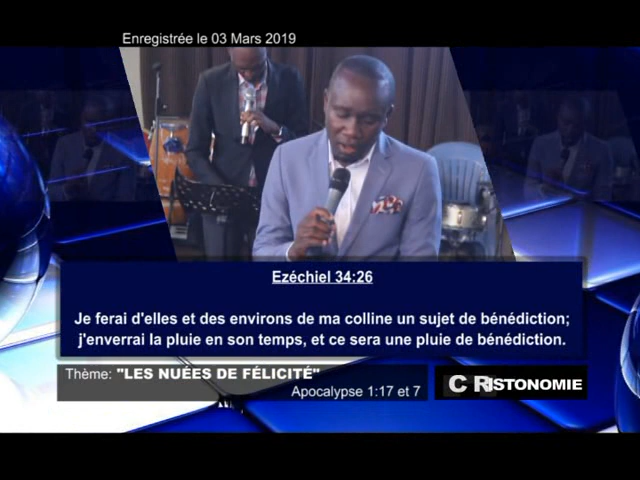 Enregistrée le 03 Mars 2019
Ezéchiel 34:26
Je ferai d'elles et des environs de ma colline un sujet de bénédiction;
j'enverrai la pluie en son temps, et ce sera une pluie de bénédiction.
Thème: "LES NUÉES DE FÉLICITÉ"
Apocalypse 1:17 et 7
C RISTONOMIE